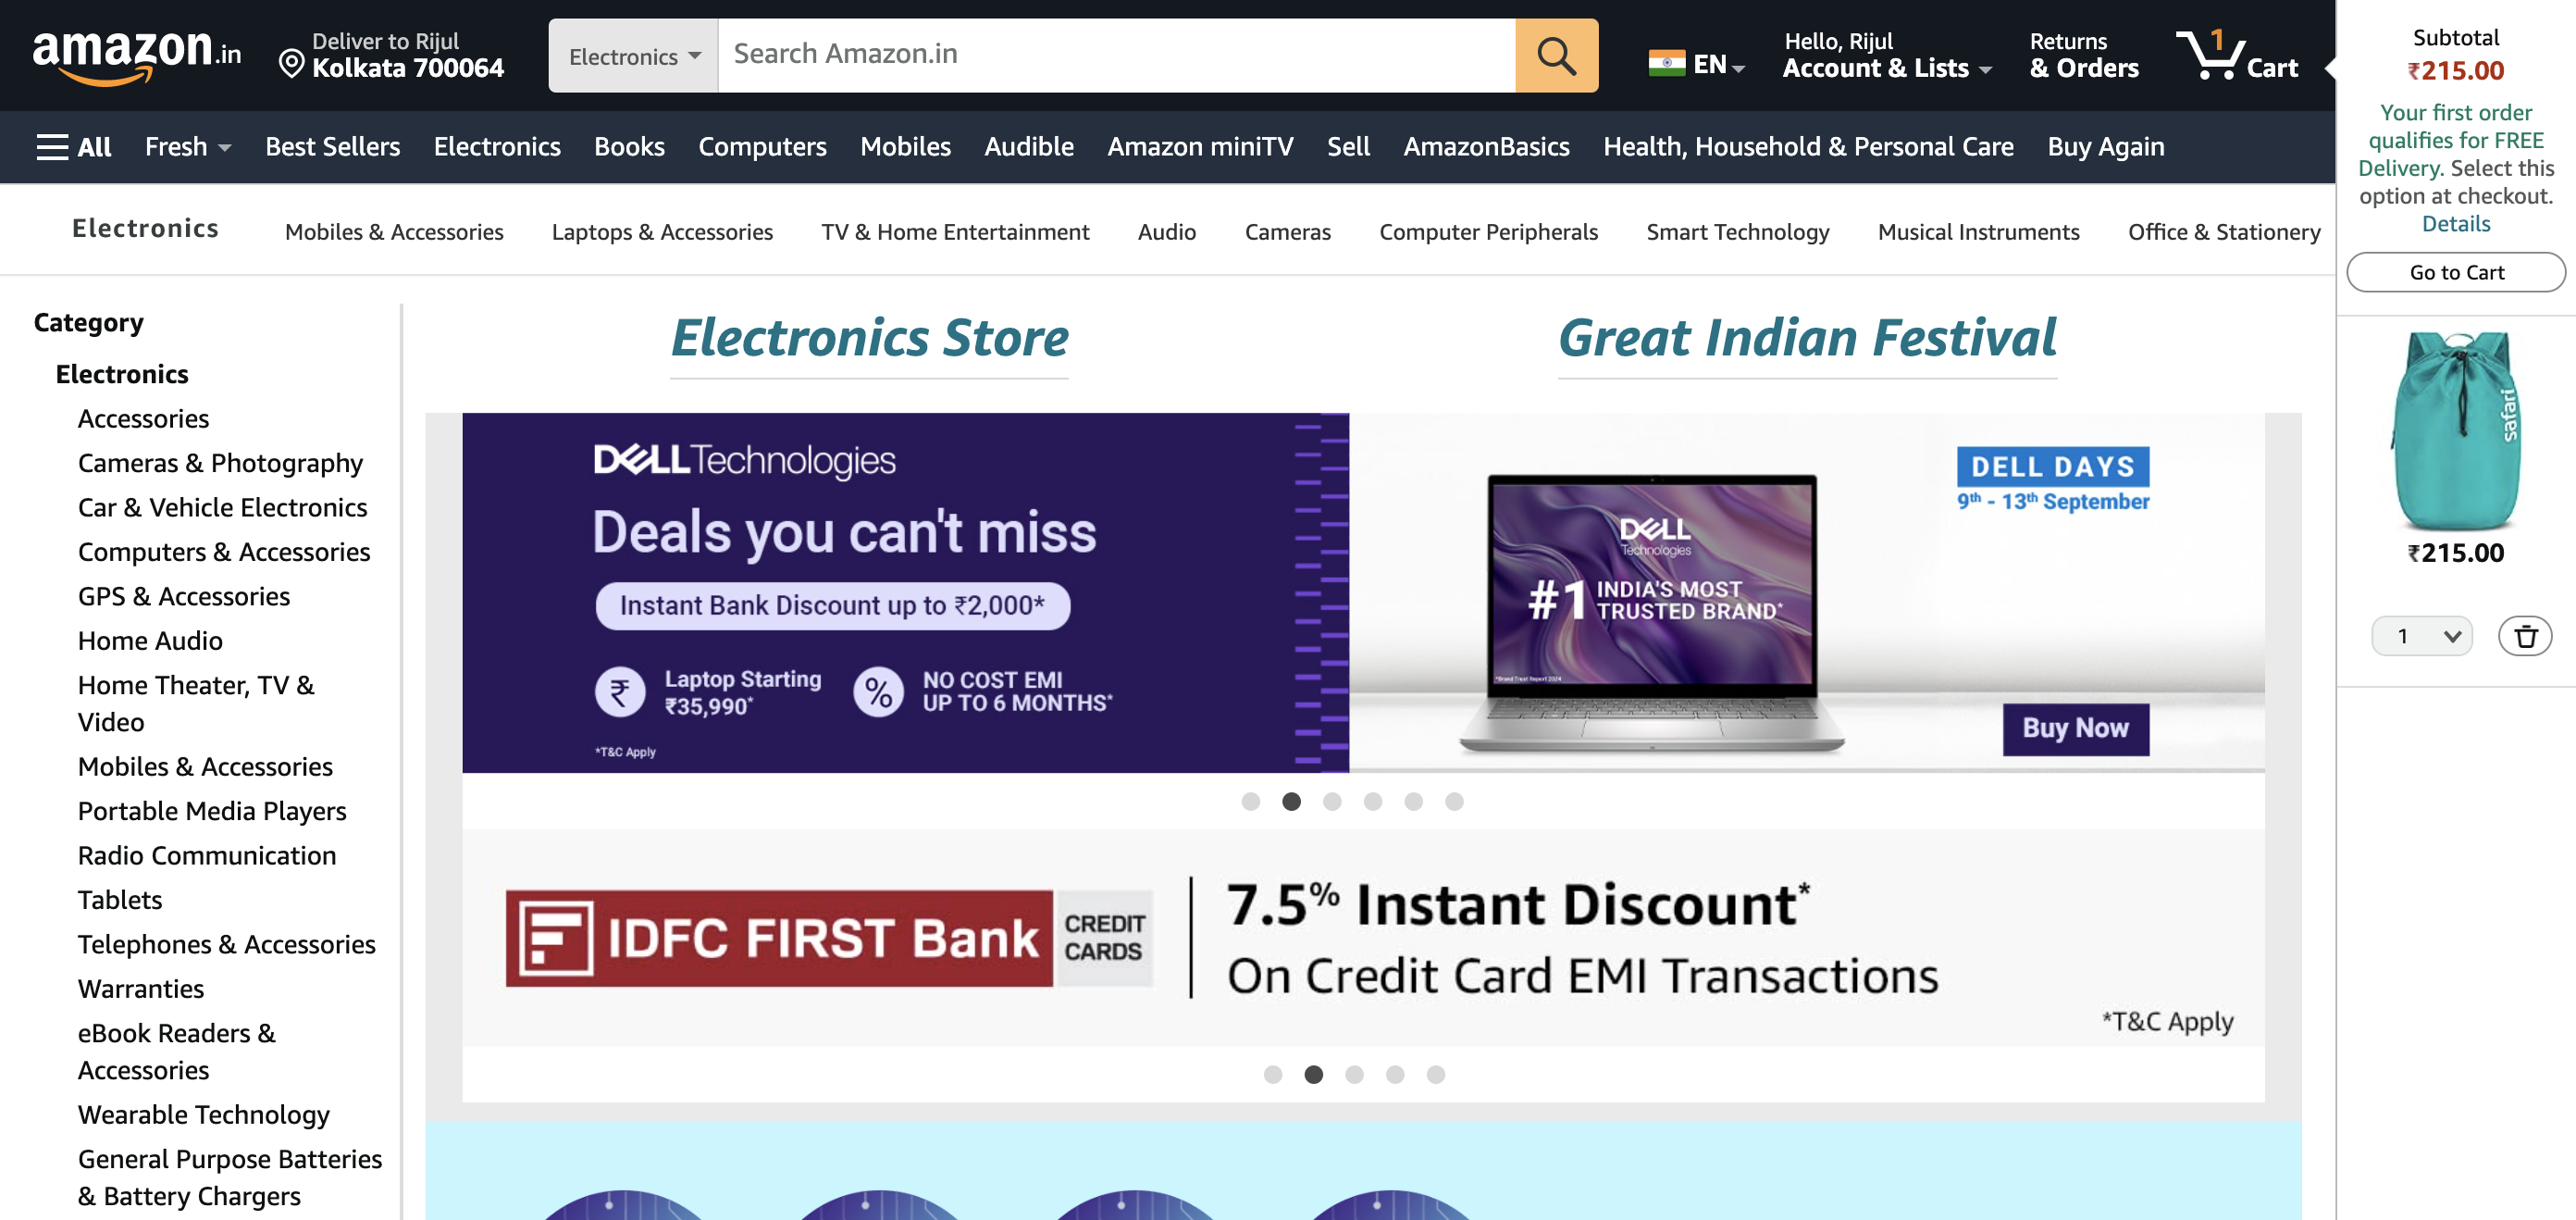 amazon.in
Deliver to Rijul
Kolkata 700064
Electronics
Search Amazon.in
EN
Hello, Rijul
Account & Lists
Returns
& Orders
1
Cart
All
Fresh
Best Sellers
Electronics
Books
Computers
Mobiles
Audible
Amazon miniTV
Sell
AmazonBasics
Health, Household & Personal Care
Buy Again
Electronics
Mobiles & Accessories
Laptops & Accessories
TV & Home Entertainment
Audio
Cameras
Computer Peripherals
Smart Technology
Musical Instruments
Office & Stationery
Category
Electronics
Accessories
Cameras & Photography
Car & Vehicle Electronics
Computers & Accessories
GPS & Accessories
Home Audio
Home Theater, TV &
Video
Mobiles & Accessories
Portable Media Players
Radio Communication
Tablets
Telephones & Accessories
Warranties
eBook Readers &
Accessories
Wearable Technology
General Purpose Batteries
& Battery Chargers
Electronics Store
Great Indian Festival
DELL Technologies
Deals you can't miss
Instant Bank Discount up to ₹2,000*
₹
Laptop Starting
₹35,990*
%
NO COST EMI
UP TO 6 MONTHS*
*T&C Apply
DELL
Technologies
#1 INDIA'S MOST
TRUSTED BRAND*
*Brand Trust Report 2024
DELL DAYS
9th - 13th September
Buy Now
IDFC FIRST Bank
CREDIT
CARDS
7.5% Instant Discount*
On Credit Card EMI Transactions
*T&C Apply
Subtotal
₹215.00
Your first order
qualifies for FREE
Delivery. Select this
option at checkout.
Details
Go to Cart
safari
₹215.00
1